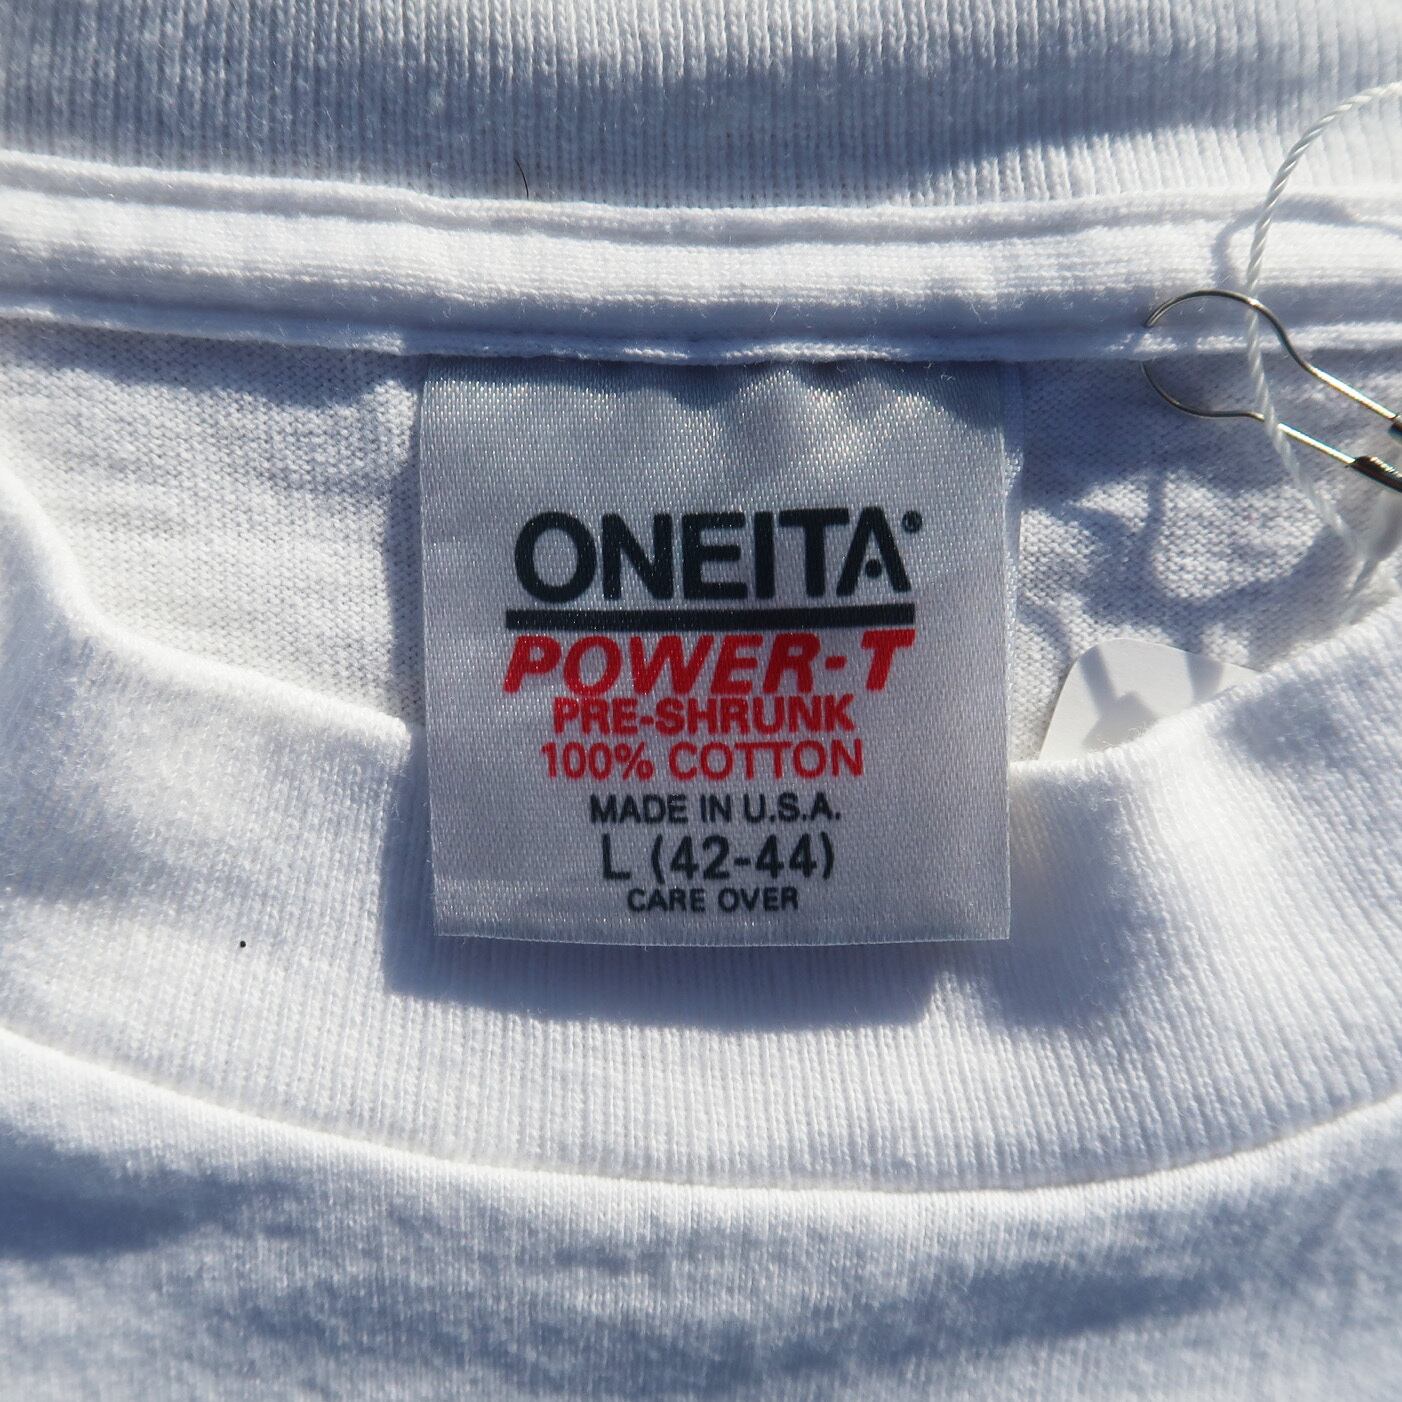 ONEITA®
POWER-T
PRE-SHRUNK
100% COTTON
MADE IN U.S.A.
L (42-44)
CARE OVER